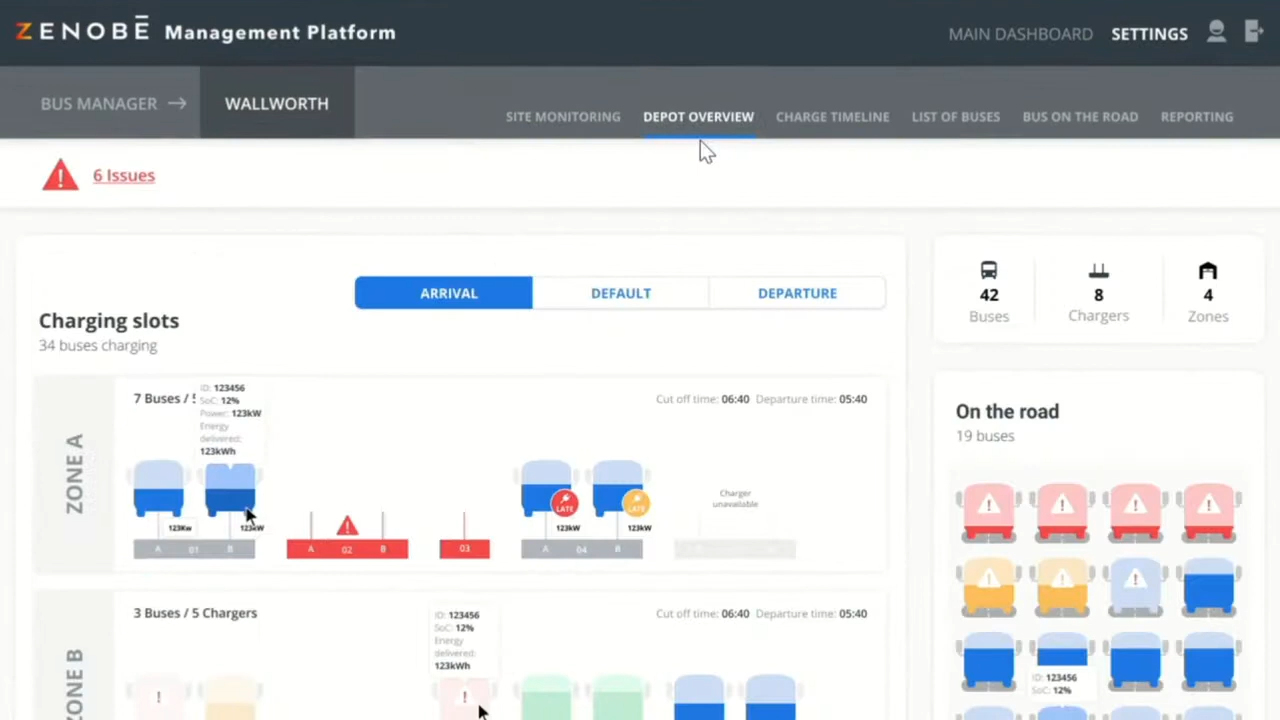 ZENOBĒ Management Platform
MAIN DASHBOARD SETTINGS
BUS MANAGER → WALLWORTH
SITE MONITORING DEPOT OVERVIEW CHARGE TIMELINE LIST OF BUSES BUS ON THE ROAD REPORTING
6 Issues
ARRIVAL DEFAULT DEPARTURE
Charging slots
34 buses charging
42 8 4
Buses Chargers Zones
ZONE A
7 Buses /
ID: 123456
SoC: 12%
Power: 123kW
Energy
delivered:
123kWh
Cut off time: 06:40 Departure time: 05:40
LATE LATE
Charger
unavailable
123Kw 123kW 123kW 123kW
A 01 B A 02 B 03 A 04 B
On the road
19 buses
ZONE B
3 Buses / 5 Chargers
ID: 123456
SoC: 12%
Energy
delivered:
123kWh
Cut off time: 06:40 Departure time: 05:40
ID: 123456
SoC: 12%